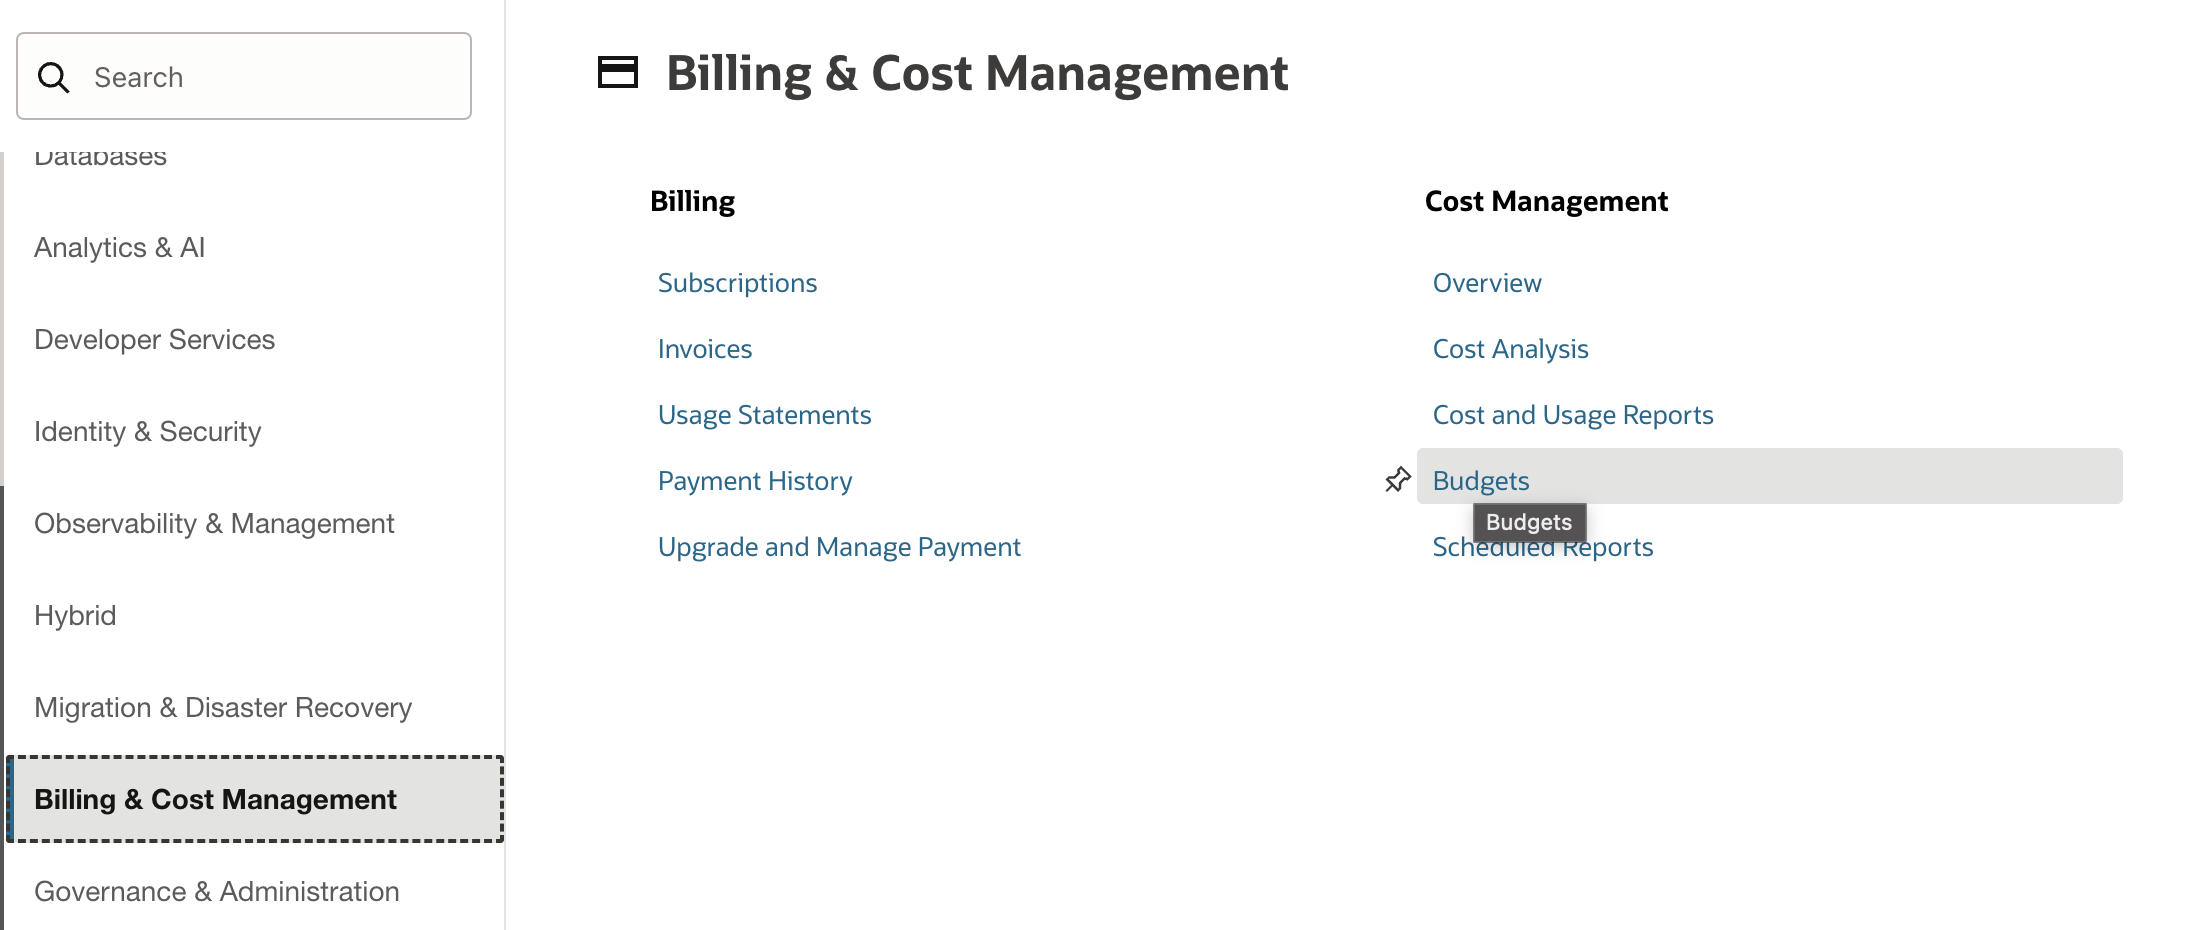 Search
Databases
Analytics & AI
Developer Services
Identity & Security
Observability & Management
Hybrid
Migration & Disaster Recovery
Billing & Cost Management
Governance & Administration
Billing & Cost Management
Billing
Subscriptions
Invoices
Usage Statements
Payment History
Upgrade and Manage Payment
Cost Management
Overview
Cost Analysis
Cost and Usage Reports
Budgets
Budgets
Scheduled Reports